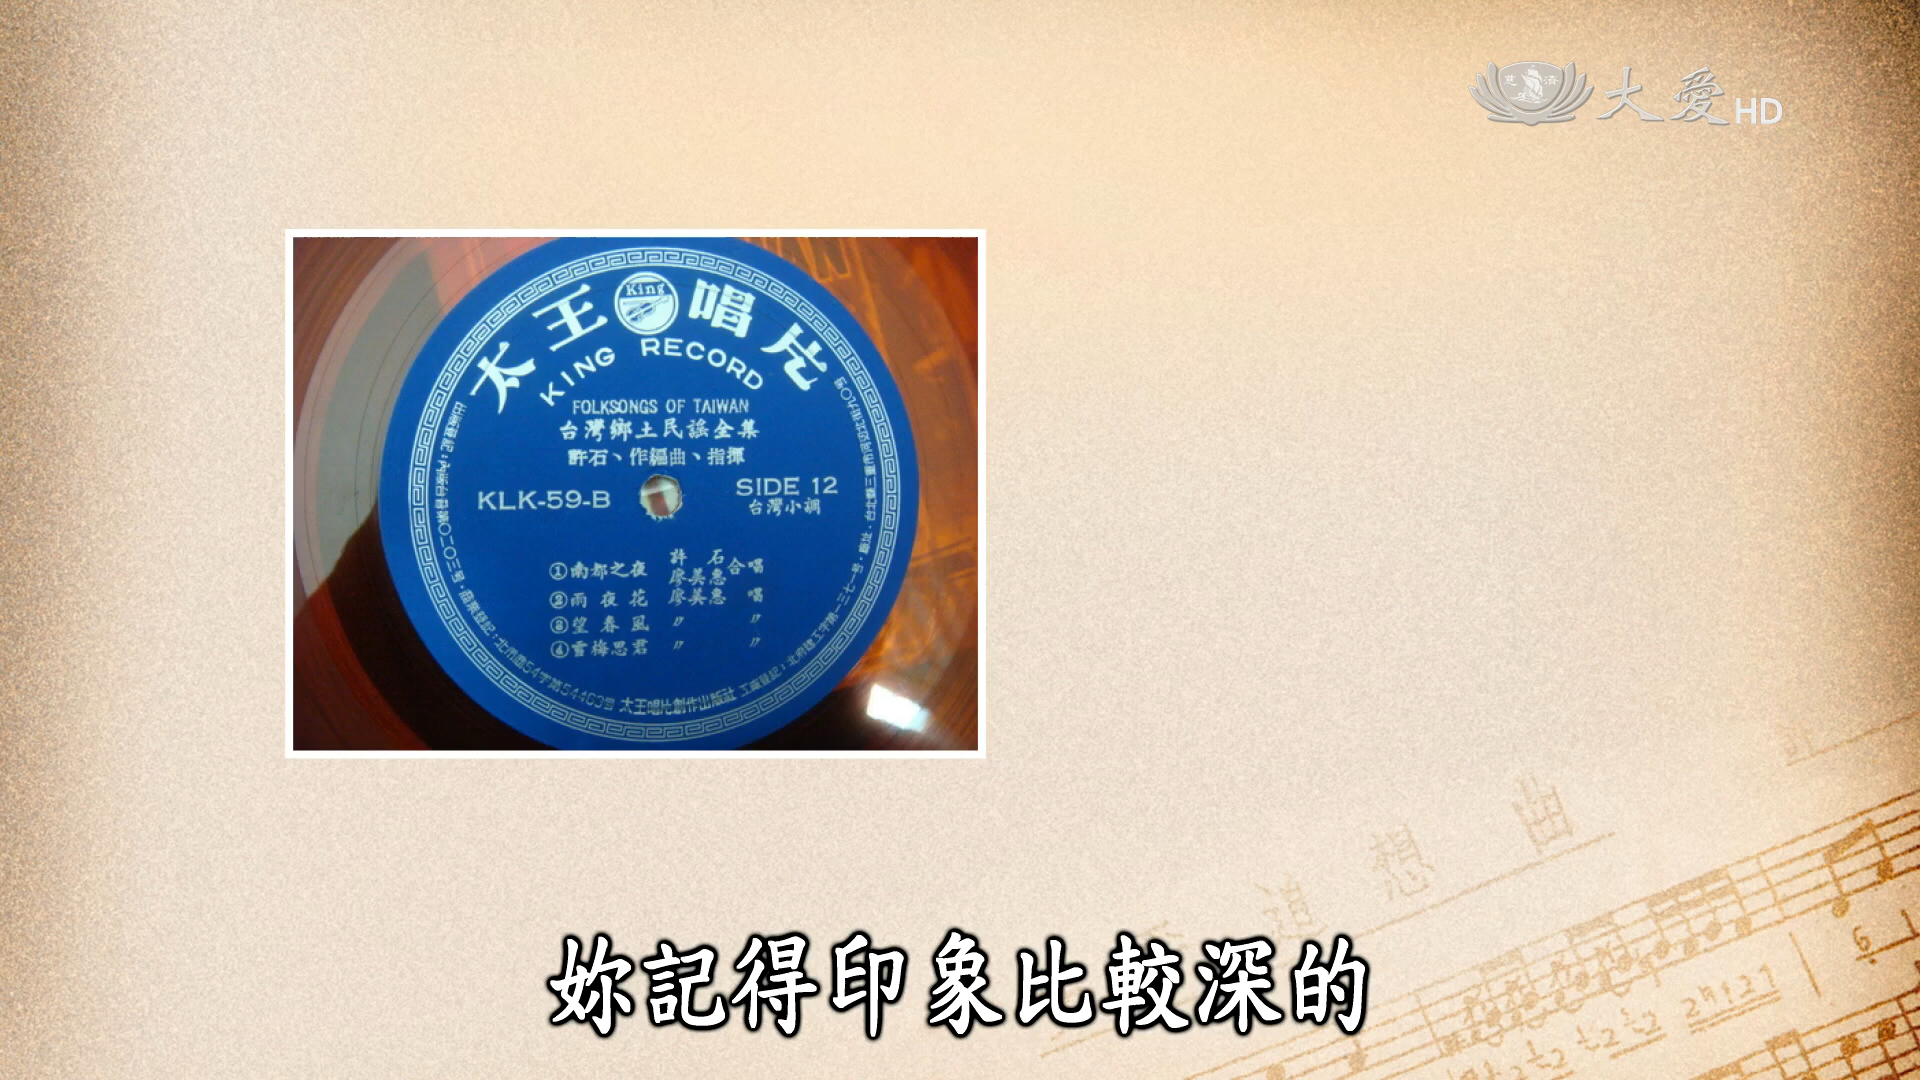 大愛HD
太王唱片
King
KING RECORD
FOLKSONGS OF TAIWAN
台灣鄉土民謠全集
許石、作編曲、指揮
KLK-59-B
SIDE 12
台灣小調
①南都之夜 許石 廖美惠 合唱
②雨夜花 廖美惠 唱
③望春風 〃 〃
④雪梅思君 〃 〃
太王唱片創作出版社
追想曲
妳記得印象比較深的